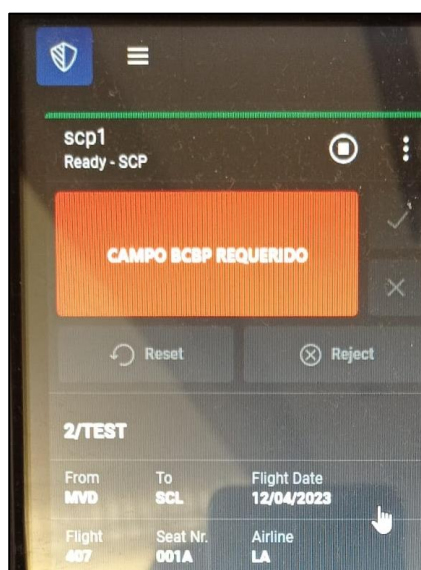 scp1
Ready - SCP
CAMPO BCBP REQUERIDO
Reset
Reject
2/TEST
From To Flight Date
MVD SCL 12/04/2023
Flight Seat Nr. Airline
407 001A LA